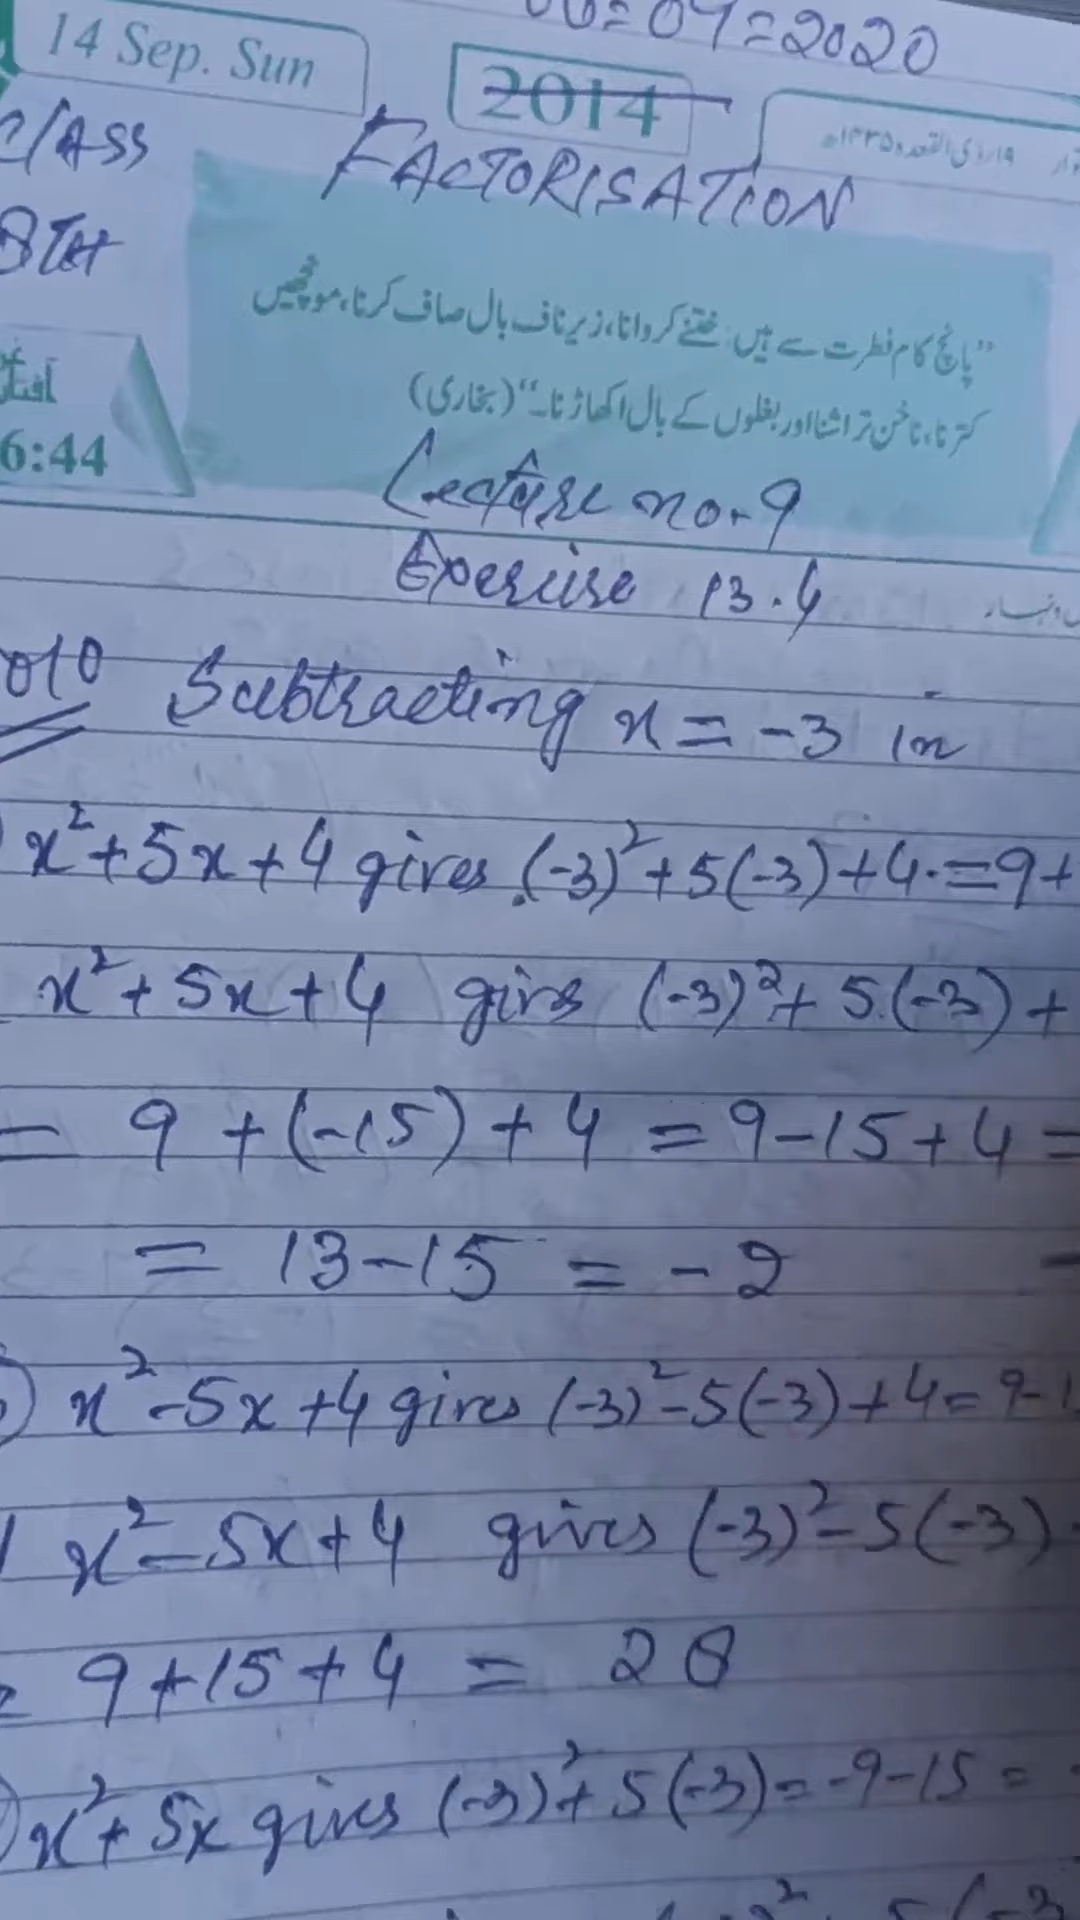 =2020
14 Sep. Sun
2014
CLASS
FACTORISATION
8TH
"پانچ کام فطرت سے ہیں: ختنے کروانا، زیر ناف بال صاف کرنا، مونچھیں
کترنا، ناخن تراشنا اور بغلوں کے بال اکھاڑنا۔" (بخاری)
6:44
Lecture no. 9
Exercise 13.4
Subtracting x = -3 in
x²+5x+4 gives (-3)²+5(-3)+4.=9+
x²+5x+4 gives (-3)²+5.(-3)+
= 9+(-15)+4 = 9-15+4=
= 13-15 = -2
x²-5x+4 gives (-3)²-5(-3)+4=9-1
x²-5x+4 gives (-3)²-5(-3)
9+15+4 = 28
x²+5x gives (-3)²+5(-3)=-9-15=